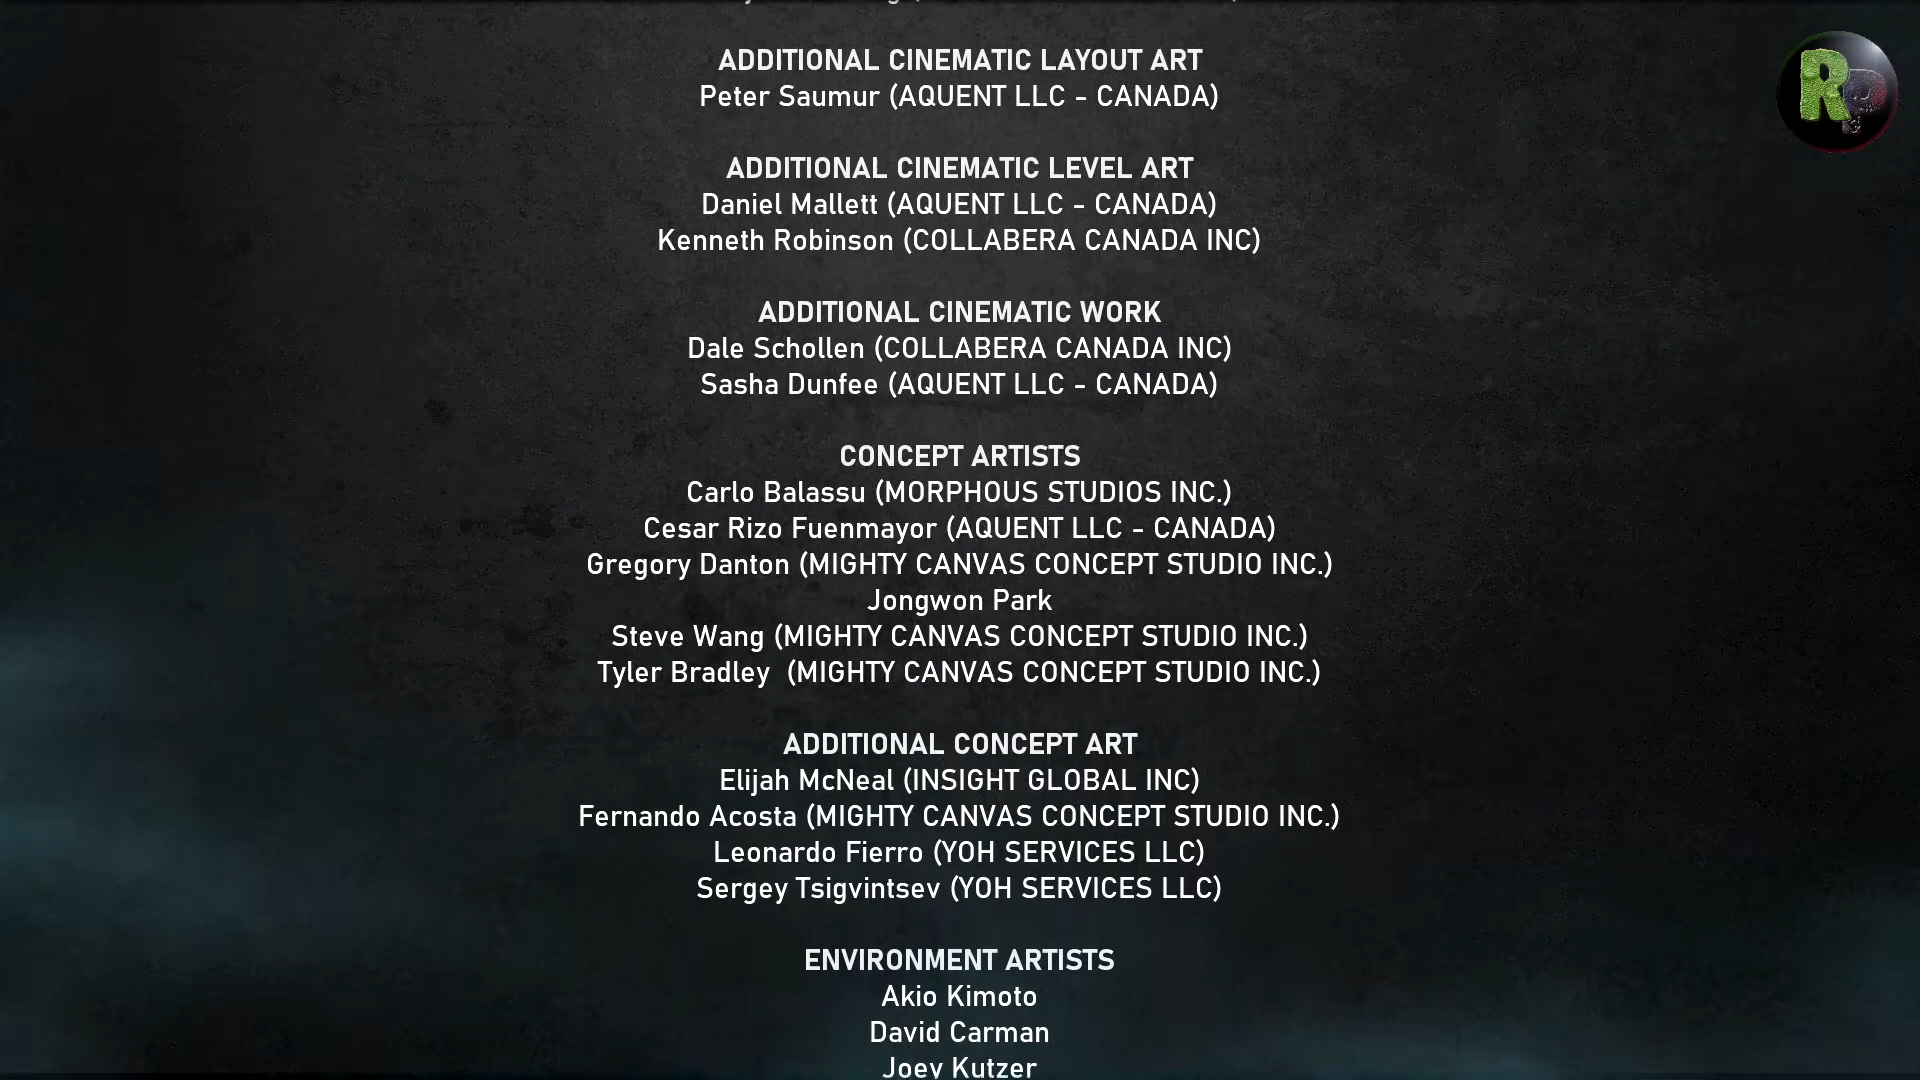 ADDITIONAL CINEMATIC LAYOUT ART
Peter Saumur (AQUENT LLC - CANADA)
ADDITIONAL CINEMATIC LEVEL ART
Daniel Mallett (AQUENT LLC - CANADA)
Kenneth Robinson (COLLABERA CANADA INC)
ADDITIONAL CINEMATIC WORK
Dale Schollen (COLLABERA CANADA INC)
Sasha Dunfee (AQUENT LLC - CANADA)
CONCEPT ARTISTS
Carlo Balassu (MORPHOUS STUDIOS INC.)
Cesar Rizo Fuenmayor (AQUENT LLC - CANADA)
Gregory Danton (MIGHTY CANVAS CONCEPT STUDIO INC.)
Jongwon Park
Steve Wang (MIGHTY CANVAS CONCEPT STUDIO INC.)
Tyler Bradley  (MIGHTY CANVAS CONCEPT STUDIO INC.)
ADDITIONAL CONCEPT ART
Elijah McNeal (INSIGHT GLOBAL INC)
Fernando Acosta (MIGHTY CANVAS CONCEPT STUDIO INC.)
Leonardo Fierro (YOH SERVICES LLC)
Sergey Tsigvintsev (YOH SERVICES LLC)
ENVIRONMENT ARTISTS
Akio Kimoto
David Carman
Joey Kutzer
RP